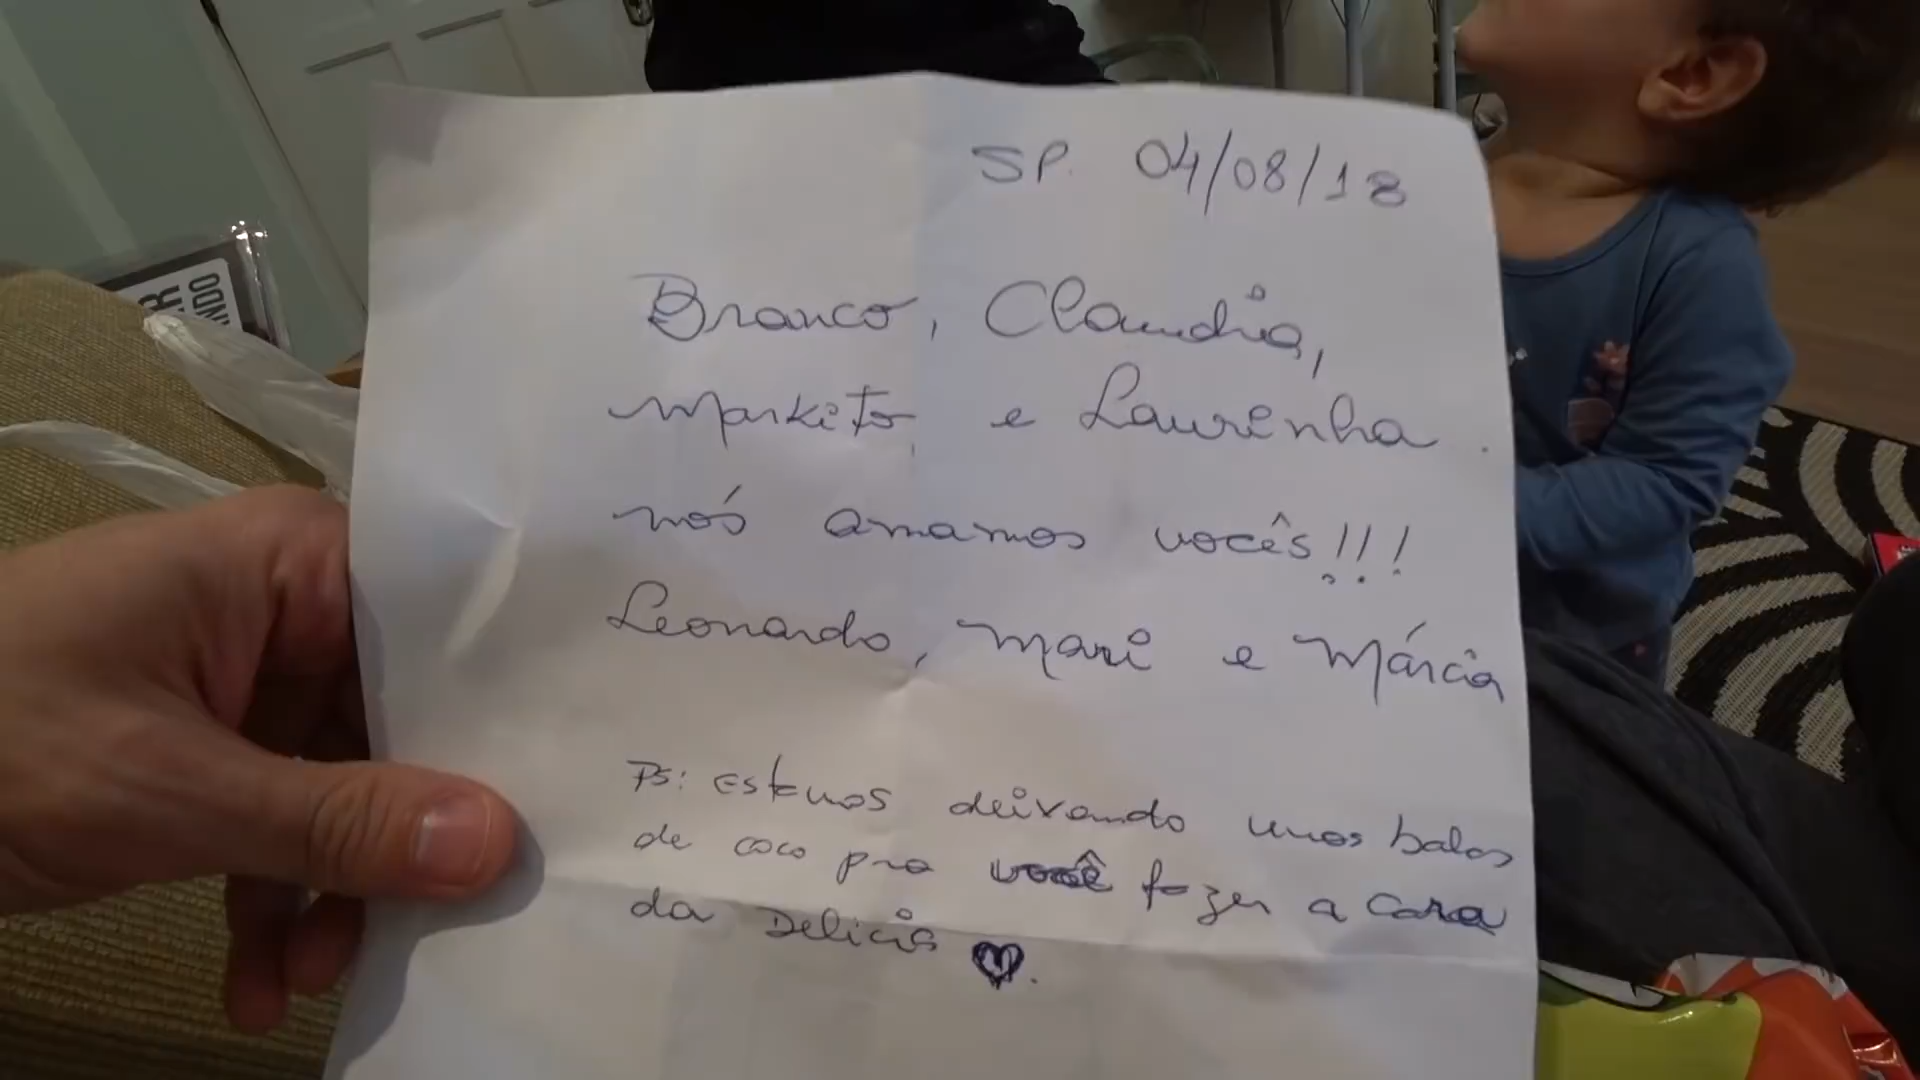 SP. 04/08/18
Branco, Claudia,
Markito, e Laurinha.
nós amamos vocês!!!
Leonardo, Mari e Márcia
PS: Estamos deixando umas balas
de coco pra você fazer a cara
da Delicia ♥.